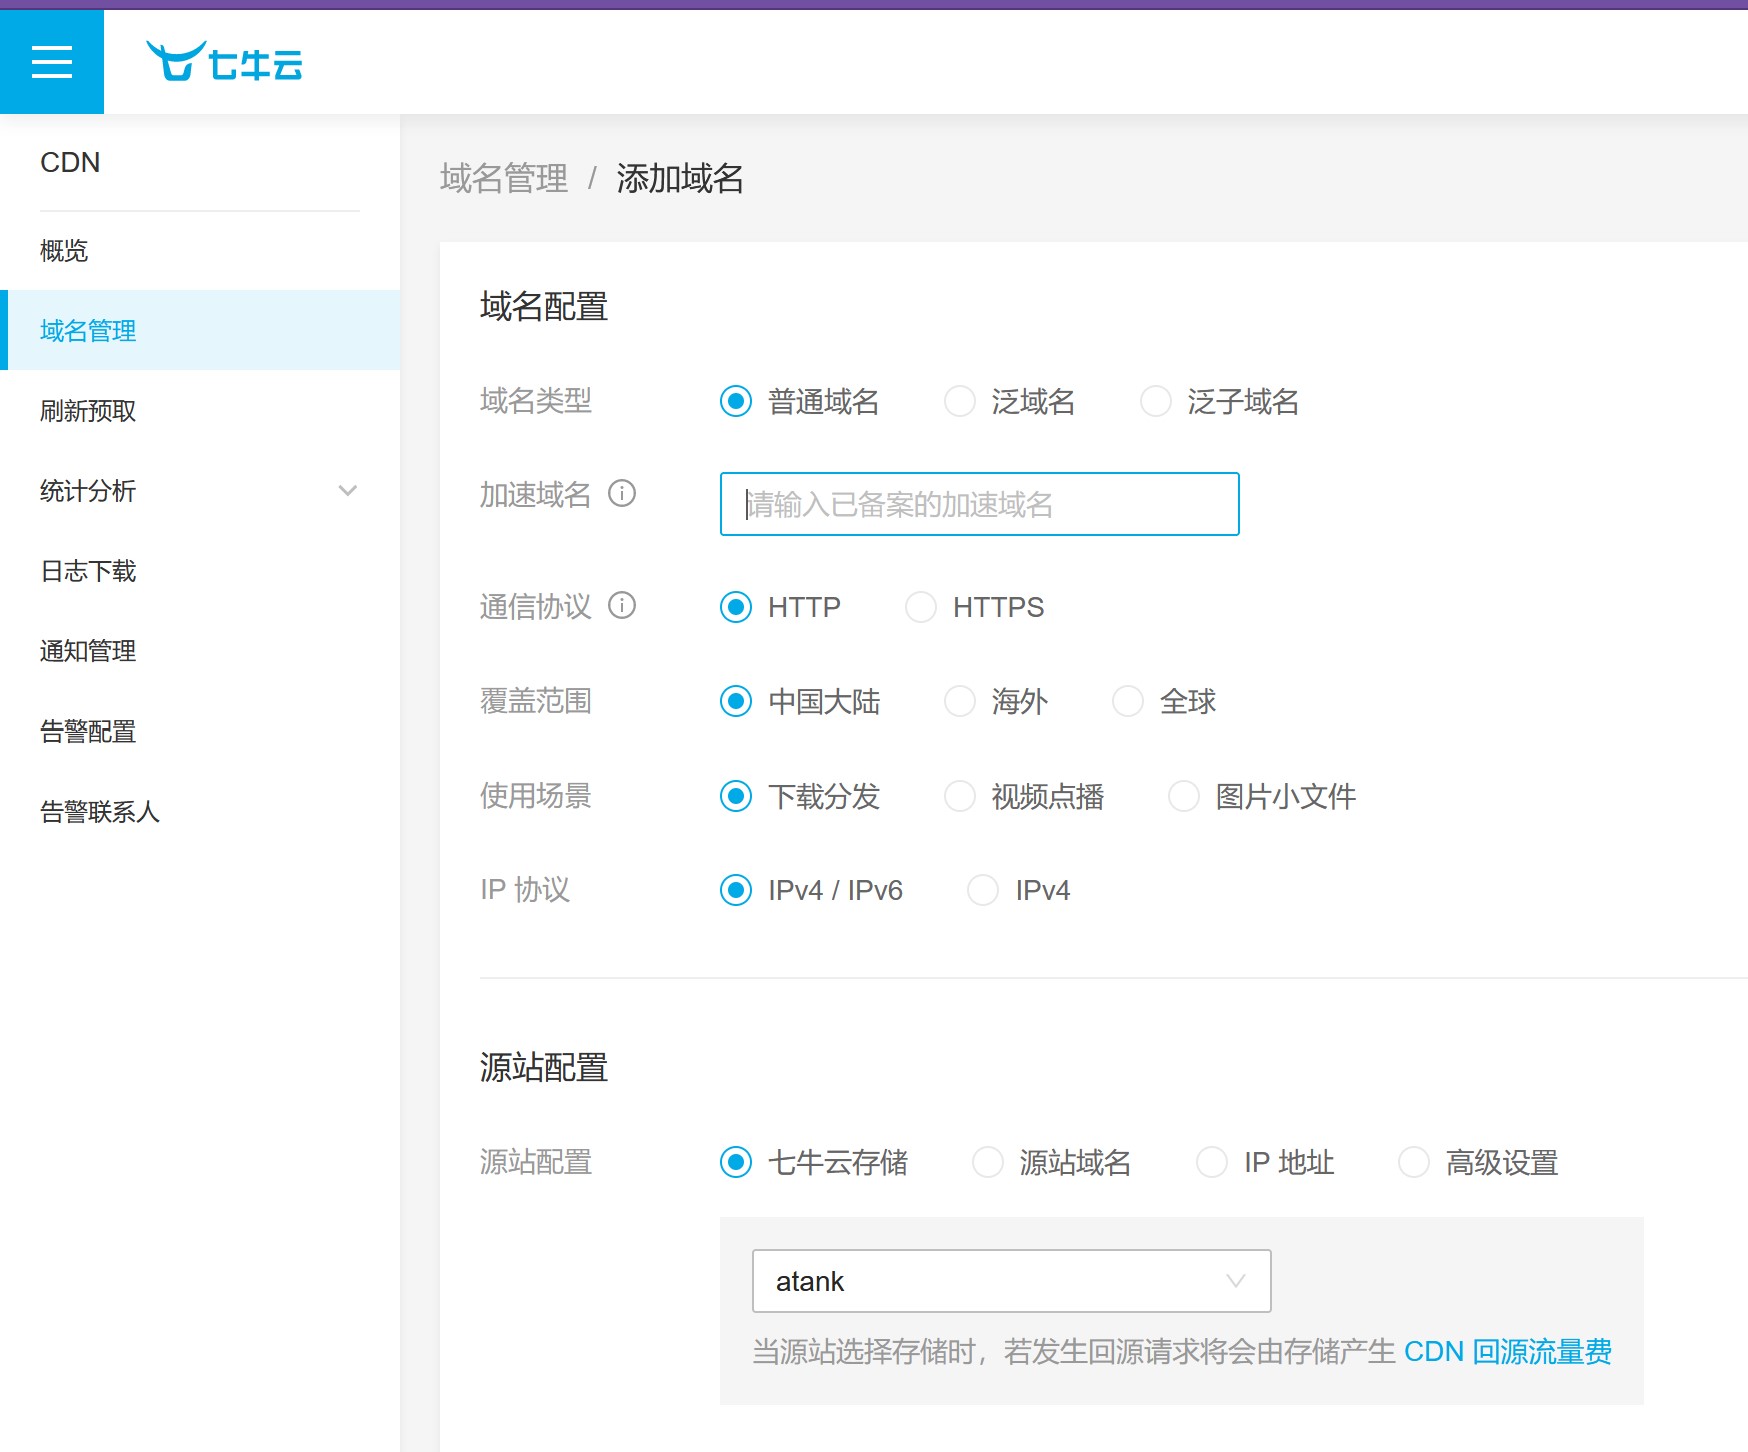 七牛云
CDN
概览
域名管理
刷新预取
统计分析
日志下载
通知管理
告警配置
告警联系人
域名管理 / 添加域名
域名配置
域名类型 普通域名 泛域名 泛子域名
加速域名 请输入已备案的加速域名
通信协议 HTTP HTTPS
覆盖范围 中国大陆 海外 全球
使用场景 下载分发 视频点播 图片小文件
IP 协议 IPv4 / IPv6 IPv4
源站配置
源站配置 七牛云存储 源站域名 IP 地址 高级设置
atank
当源站选择存储时，若发生回源请求将会由存储产生 CDN 回源流量费